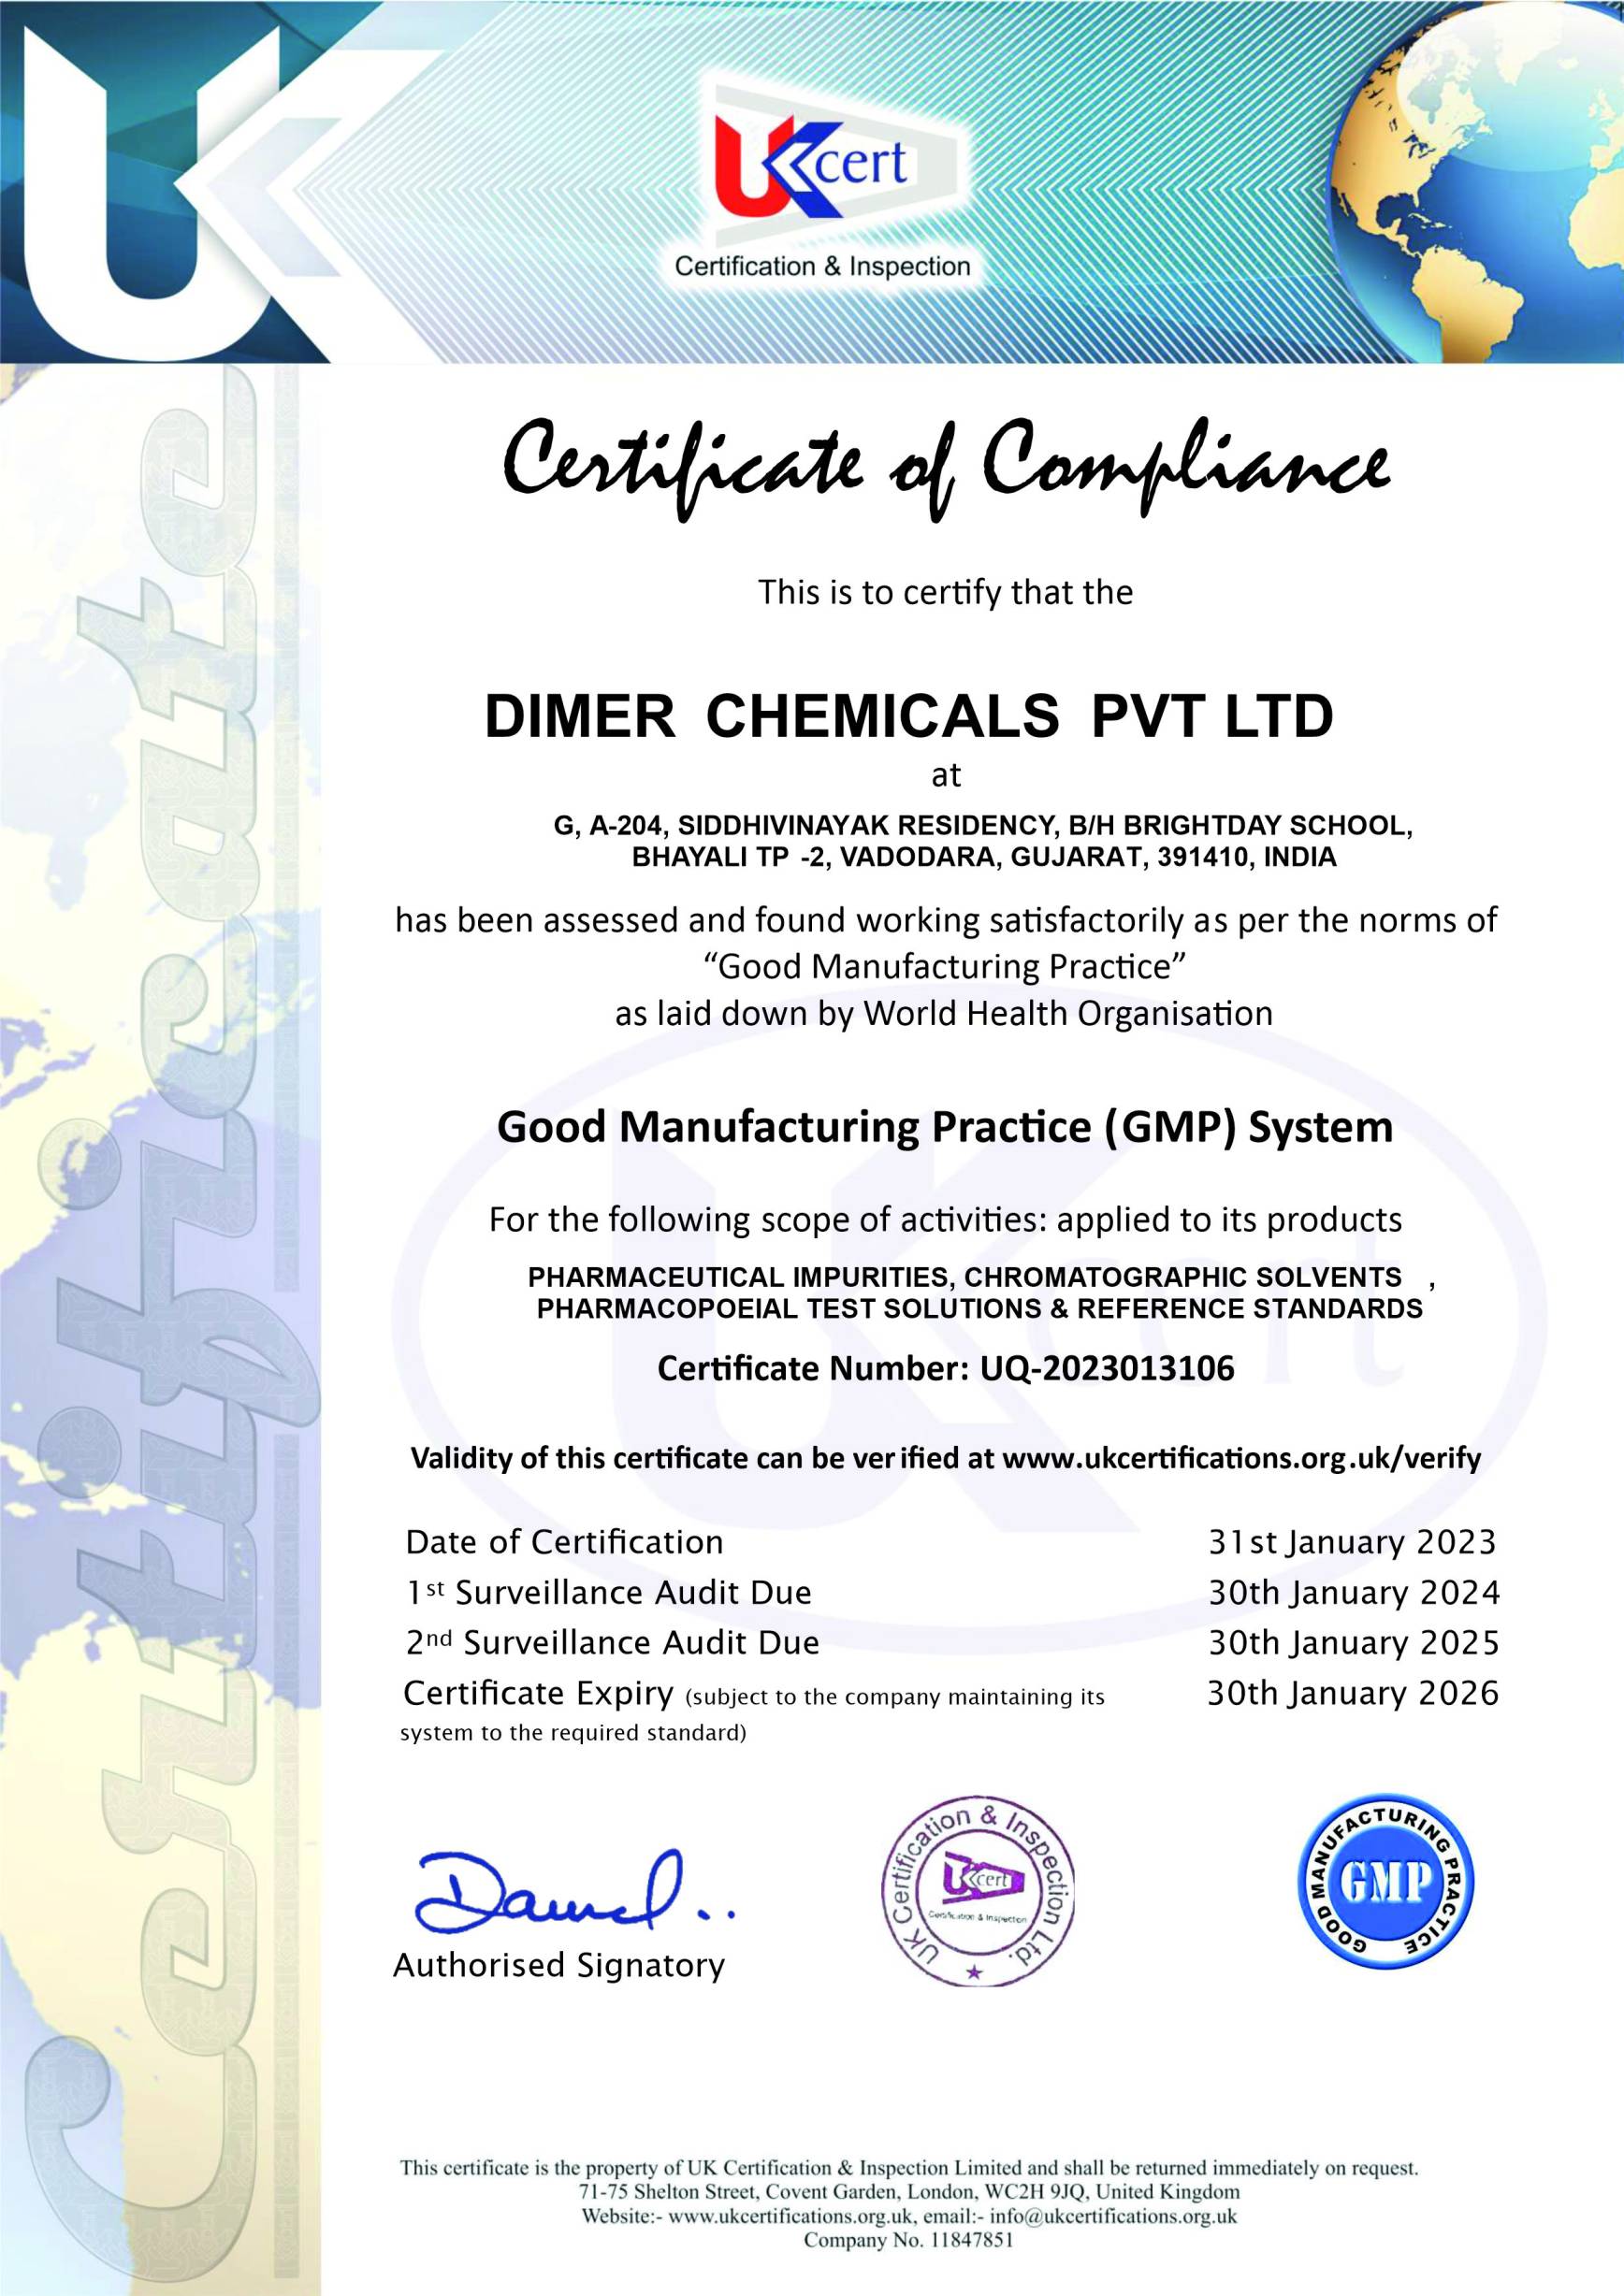 UK
UKcert
Certification & Inspection
Certificate
Certificate of Compliance
This is to certify that the
DIMER CHEMICALS PVT LTD
at
G, A-204, SIDDHIVINAYAK RESIDENCY, B/H BRIGHTDAY SCHOOL,
BHAYALI TP -2, VADODARA, GUJARAT, 391410, INDIA
has been assessed and found working satisfactorily as per the norms of
“Good Manufacturing Practice”
as laid down by World Health Organisation
Good Manufacturing Practice (GMP) System
For the following scope of activities: applied to its products
PHARMACEUTICAL IMPURITIES, CHROMATOGRAPHIC SOLVENTS ,
PHARMACOPOEIAL TEST SOLUTIONS & REFERENCE STANDARDS
UKcert
Certificate Number: UQ-2023013106
Validity of this certificate can be verified at www.ukcertifications.org.uk/verify
Date of Certification 31st January 2023
1st Surveillance Audit Due 30th January 2024
2nd Surveillance Audit Due 30th January 2025
Certificate Expiry (subject to the company maintaining its 30th January 2026
system to the required standard)
Authorised Signatory
UK Certification & Inspection Ltd.
UKcert
Certification & Inspection
GOOD MANUFACTURING PRACTICE
GMP
This certificate is the property of UK Certification & Inspection Limited and shall be returned immediately on request.
71-75 Shelton Street, Covent Garden, London, WC2H 9JQ, United Kingdom
Website:- www.ukcertifications.org.uk, email:- info@ukcertifications.org.uk
Company No. 11847851